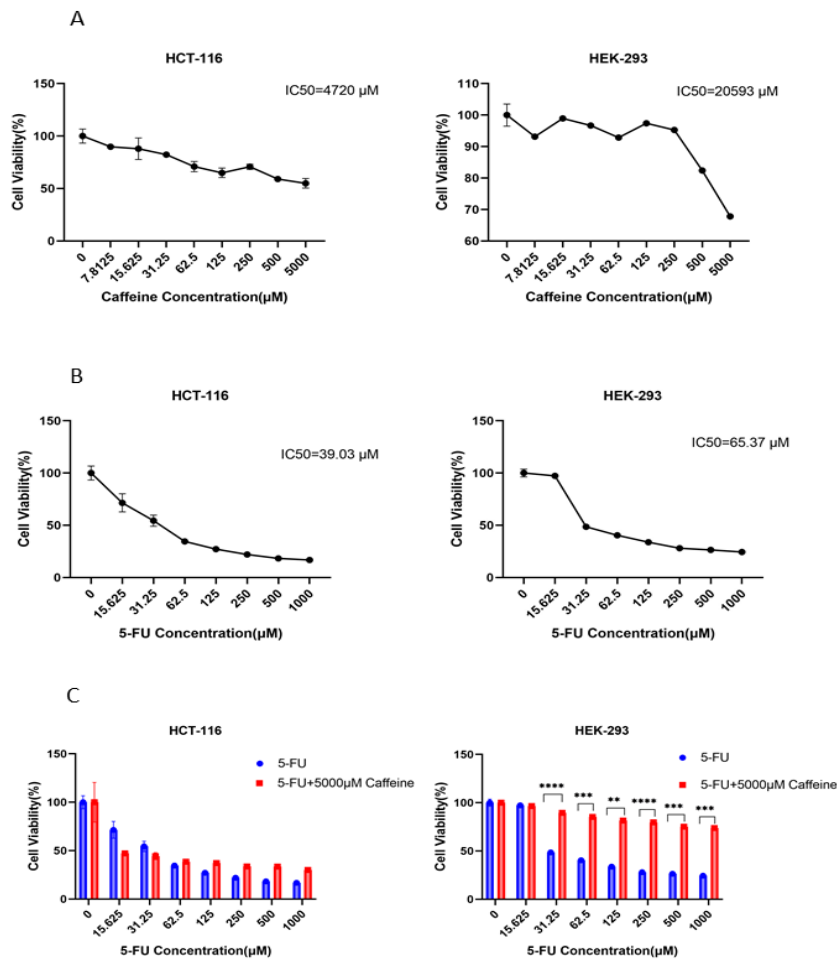 A
HCT-116
IC50=4720 µM
Cell Viability(%)
150
100
50
0
0
7.8125
15.625
31.25
62.5
125
250
500
5000
Caffeine Concentration(µM)
HEK-293
IC50=20593 µM
Cell Viability(%)
110
100
90
80
70
60
0
7.8125
15.625
31.25
62.5
125
250
500
5000
Caffeine Concentration(µM)
B
HCT-116
IC50=39.03 µM
Cell Viability(%)
150
100
50
0
0
15.625
31.25
62.5
125
250
500
1000
5-FU Concentration(µM)
HEK-293
IC50=65.37 µM
Cell Viability(%)
150
100
50
0
0
15.625
31.25
62.5
125
250
500
1000
5-FU Concentration(µM)
C
HCT-116
5-FU
5-FU+5000µM Caffeine
Cell Viability(%)
150
100
50
0
0
15.625
31.25
62.5
125
250
500
1000
5-FU Concentration(µM)
HEK-293
5-FU
5-FU+5000µM Caffeine
**** *** ** **** *** ***
Cell Viability(%)
150
100
50
0
0
15.625
31.25
62.5
125
250
500
1000
5-FU Concentration(µM)